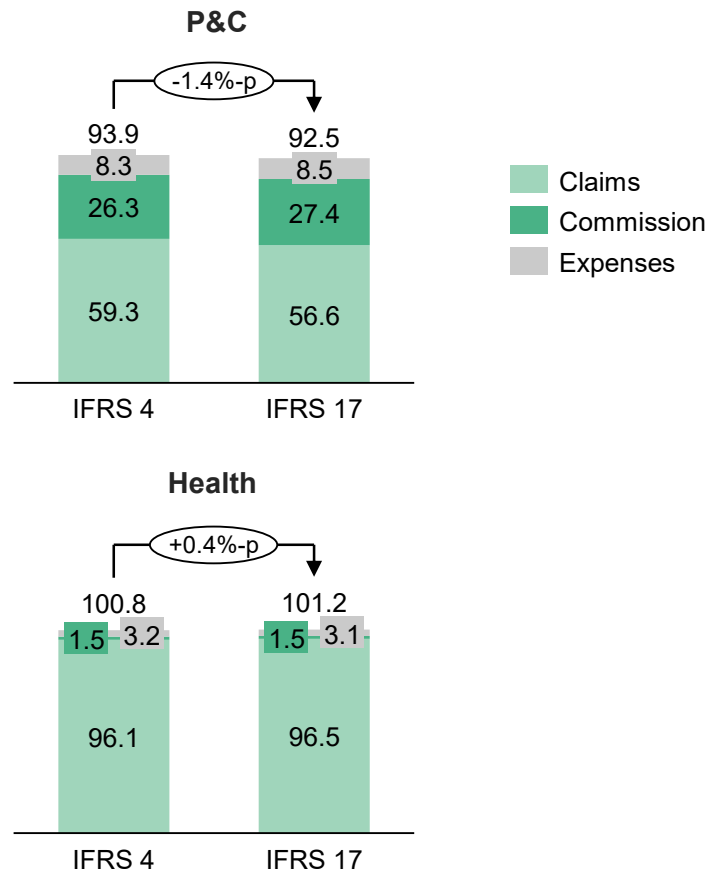 P&C
-1.4%-p
93.9 92.5
8.3 8.5
26.3 27.4
59.3 56.6
IFRS 4 IFRS 17
Claims
Commission
Expenses
Health
+0.4%-p
100.8 101.2
1.5 3.2 1.5 3.1
96.1 96.5
IFRS 4 IFRS 17